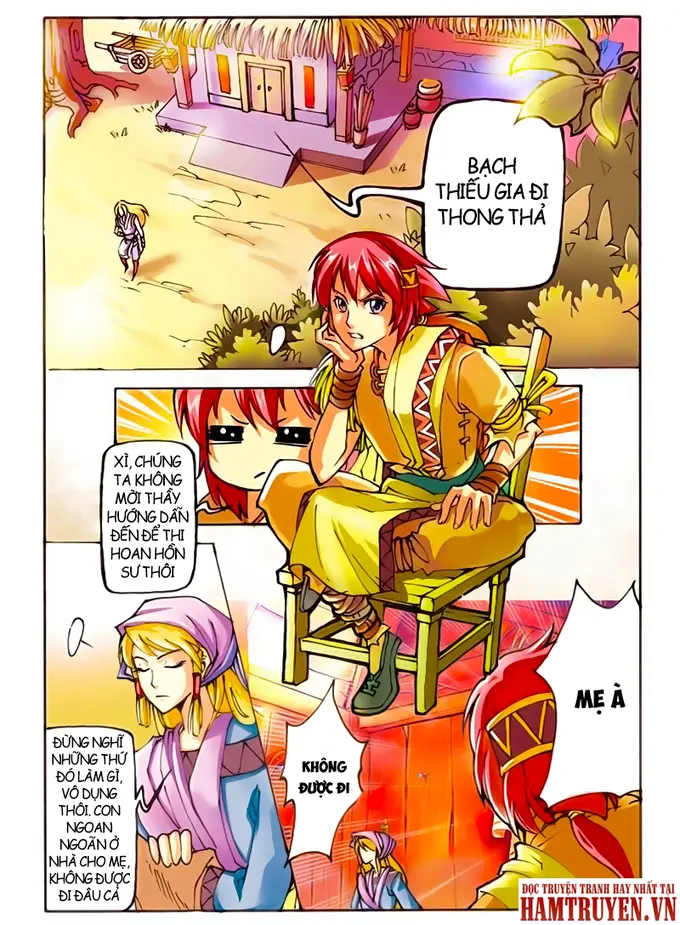 BẠCH
THIẾU GIA ĐI
THONG THẢ
XÌ, CHÚNG
TA KHÔNG
MỜI THẦY
HƯỚNG DẪN
ĐẾN ĐỂ THI
HOAN HỒN
SƯ THÔI
MẸ À
KHÔNG
ĐƯỢC ĐI
ĐỪNG NGHĨ
NHỮNG THỨ
ĐÓ LÀM GÌ,
VÔ DỤNG
THÔI. CON
NGOAN
NGOÃN Ở
NHÀ CHO MẸ,
KHÔNG ĐƯỢC
ĐI ĐÂU CẢ
ĐỌC TRUYỆN TRANH HAY NHẤT TẠI
HAMTRUYEN.VN